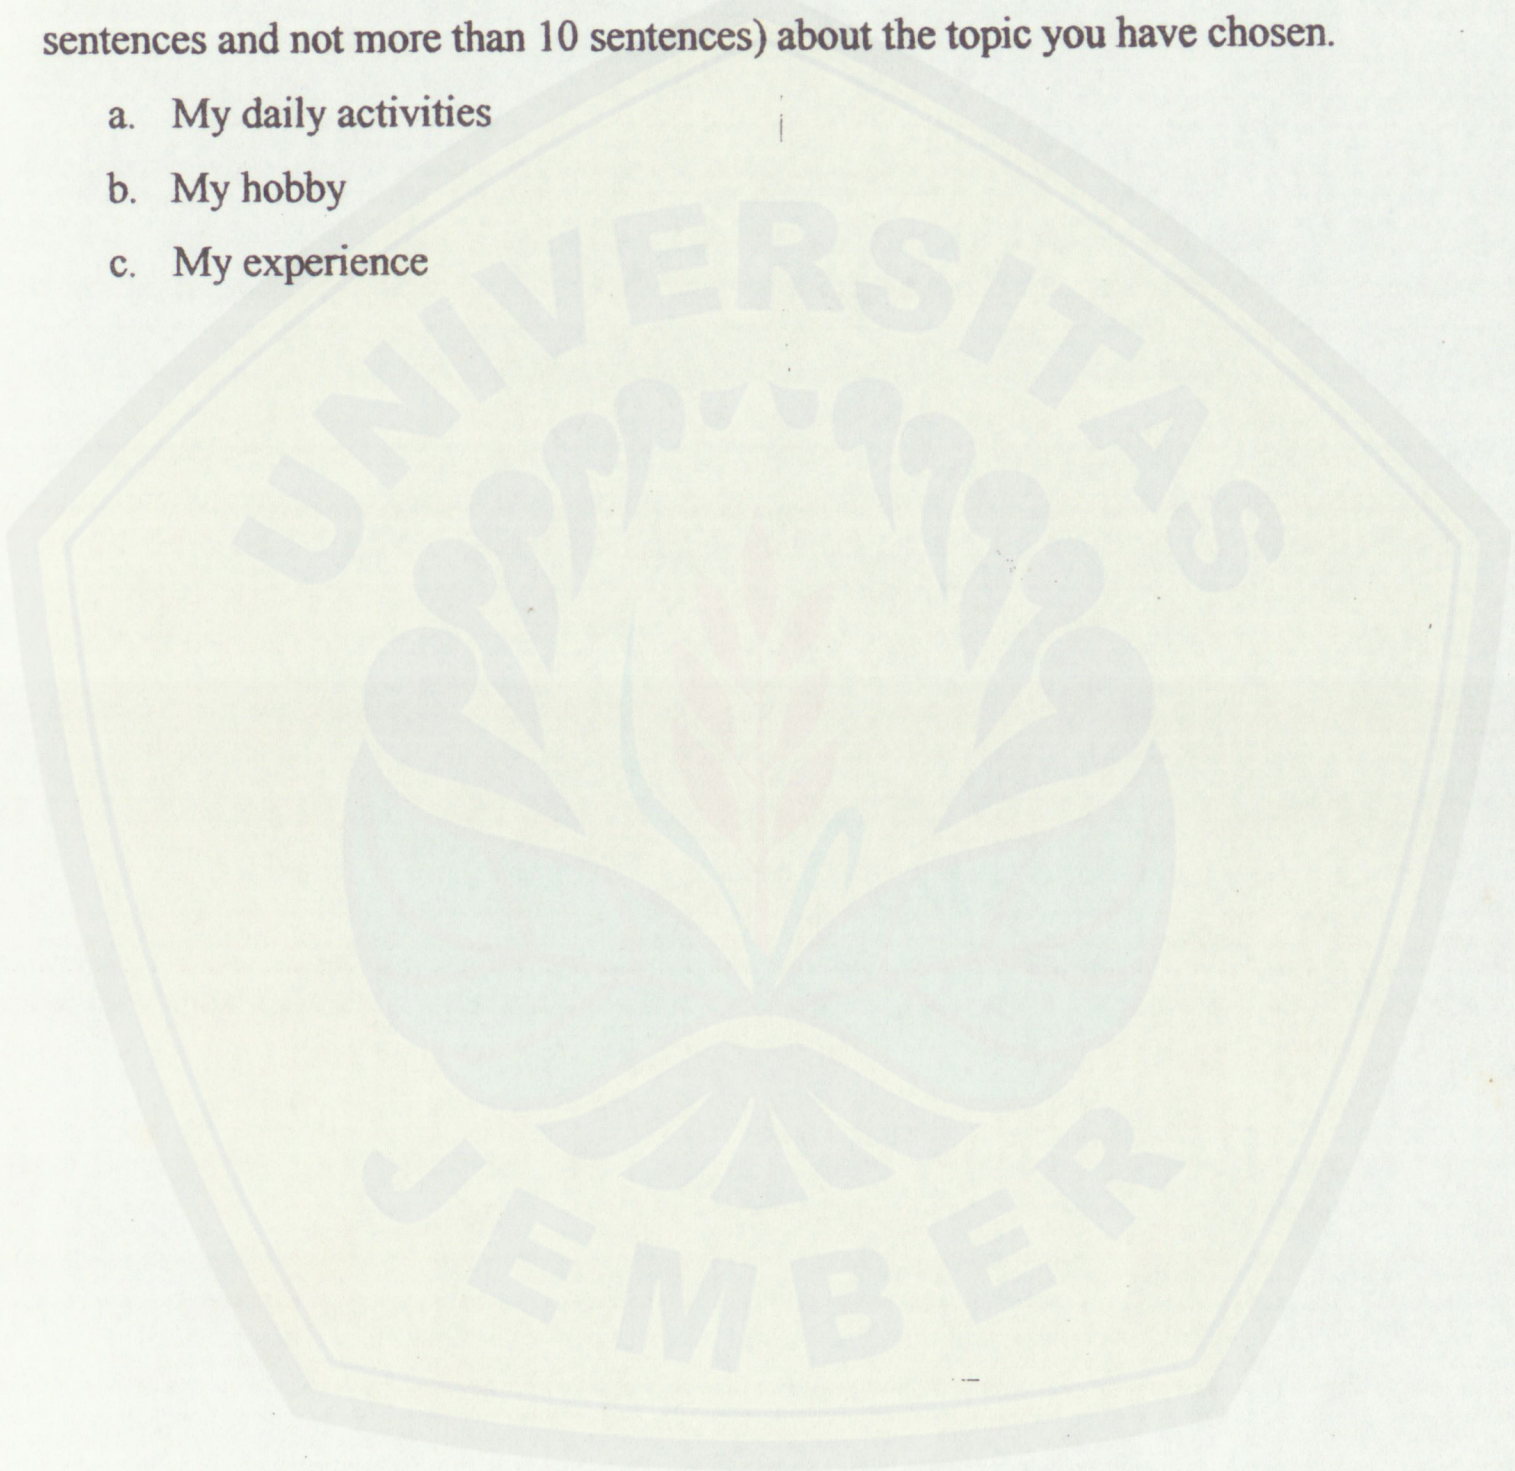 sentences and not more than 10 sentences) about the topic you have chosen.
a. My daily activities
b. My hobby
c. My experience
UNIVERSITAS
JEMBER